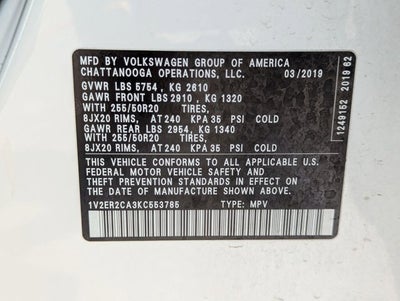 MFD BY VOLKSWAGEN GROUP OF AMERICA
CHATTANOOGA OPERATIONS, LLC. 03/2019
GVWR LBS 5754 , KG 2610
GAWR FRONT LBS 2910 , KG 1320
WITH 255/50R20 TIRES,
8JX20 RIMS, AT 240 KPA 35 PSI COLD
GAWR REAR LBS 2954 , KG 1340
WITH 255/50R20 TIRES,
8JX20 RIMS, AT 240 KPA 35 PSI COLD
THIS VEHICLE CONFORMS TO ALL APPLICABLE
U.S. FEDERAL MOTOR VEHICLE SAFETY AND
THEFT PREVENTION STANDARDS IN EFFECT ON
THE DATE OF MANUFACTURE SHOWN ABOVE.
1V2ER2CA3KC553785 TYPE: MPV
1249152 2019 62